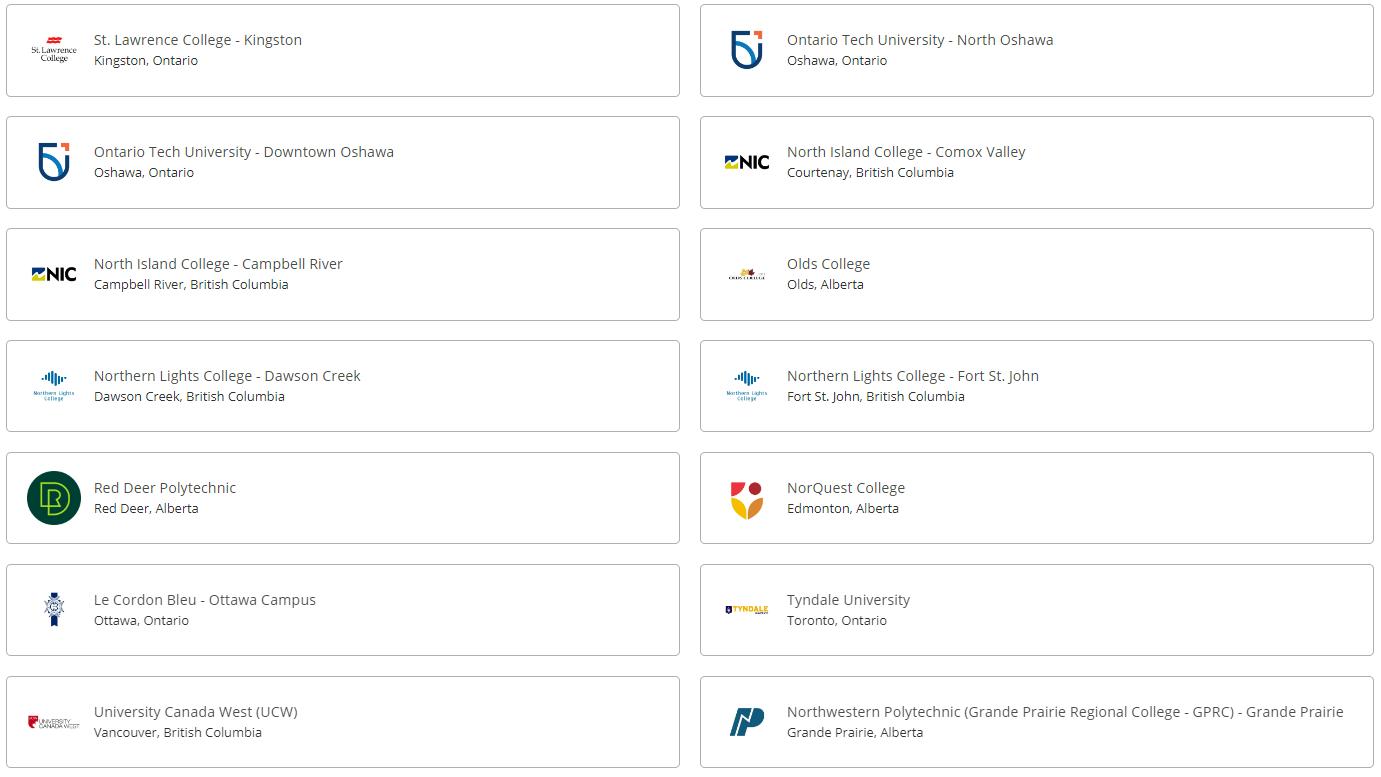 St. Lawrence
College
St. Lawrence College - Kingston
Kingston, Ontario
Ontario Tech University - North Oshawa
Oshawa, Ontario
Ontario Tech University - Downtown Oshawa
Oshawa, Ontario
NIC
North Island College - Comox Valley
Courtenay, British Columbia
NIC
North Island College - Campbell River
Campbell River, British Columbia
OLDS COLLEGE
Olds College
Olds, Alberta
Northern Lights
College
Northern Lights College - Dawson Creek
Dawson Creek, British Columbia
Northern Lights
College
Northern Lights College - Fort St. John
Fort St. John, British Columbia
Red Deer Polytechnic
Red Deer, Alberta
NorQuest College
Edmonton, Alberta
Le Cordon Bleu - Ottawa Campus
Ottawa, Ontario
TYNDALE
Tyndale University
Toronto, Ontario
UNIVERSITY
CANADA WEST
University Canada West (UCW)
Vancouver, British Columbia
Northwestern Polytechnic (Grande Prairie Regional College - GPRC) - Grande Prairie
Grande Prairie, Alberta